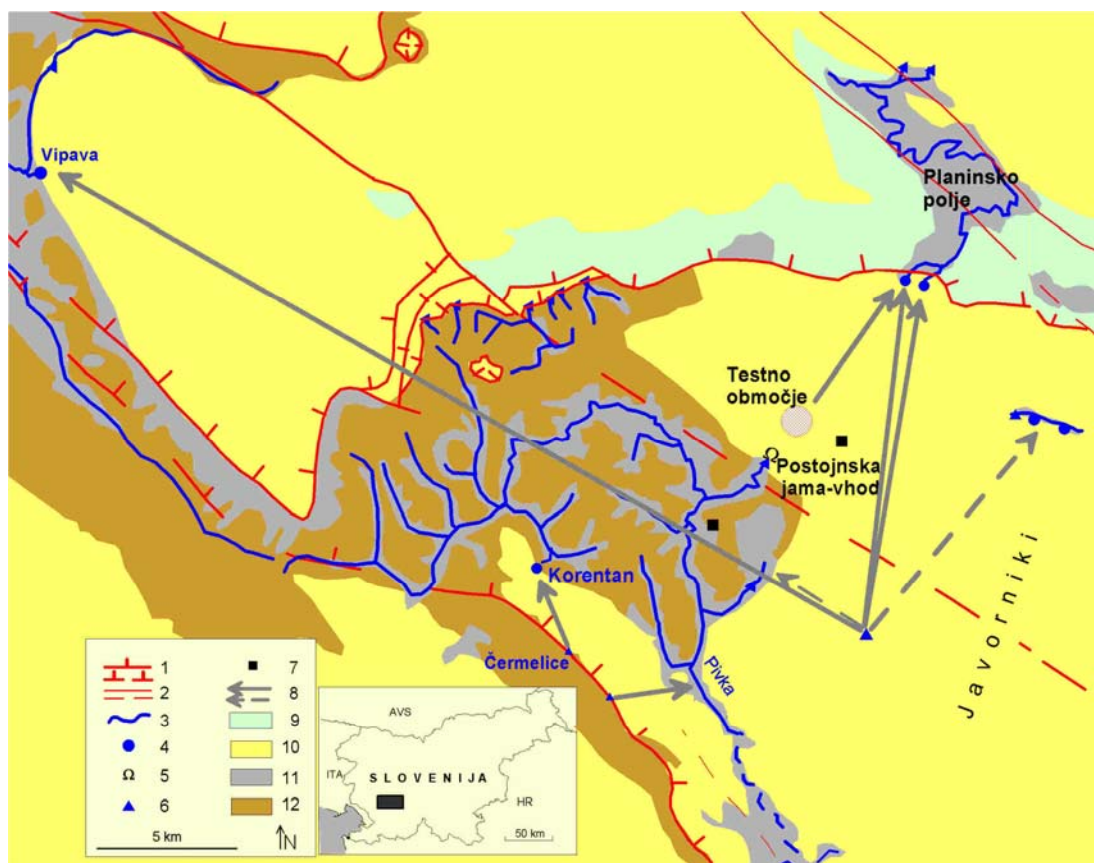 Vipava
Planinsko
polje
Testno
območje
Ω
Postojnska
jama-vhod
Korentan
Čermelice
Pivka
Javorniki
1
2
3
4
Ω 5
6
5 km
7
8
9
10
11
12
N
AVS
ITA
SLOVENIJA
HR
50 km